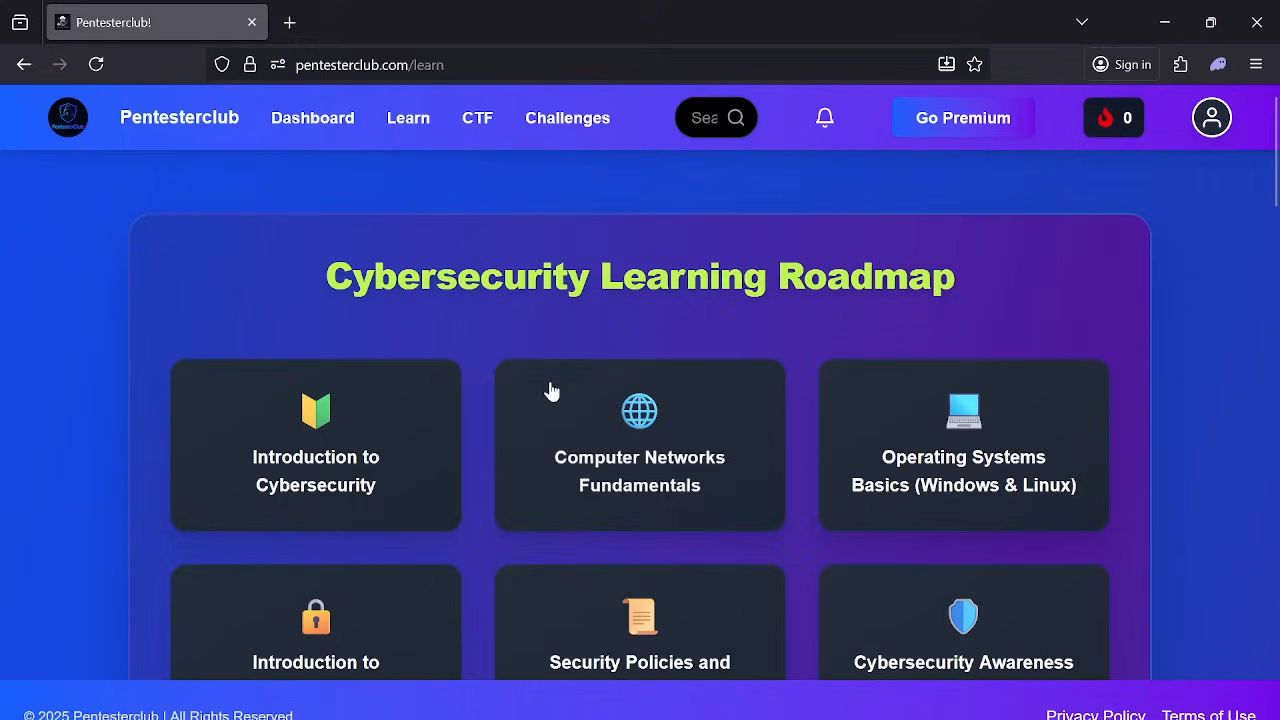 Pentesterclub!
pentesterclub.com/learn
Sign in
PentesterClub
Pentesterclub
Dashboard
Learn
CTF
Challenges
Sea
Go Premium
0
Cybersecurity Learning Roadmap
Introduction to
Cybersecurity
Computer Networks
Fundamentals
Operating Systems
Basics (Windows & Linux)
Introduction to
Security Policies and
Cybersecurity Awareness
© 2025 Pentesterclub | All Rights Reserved
Privacy Policy
Terms of Use